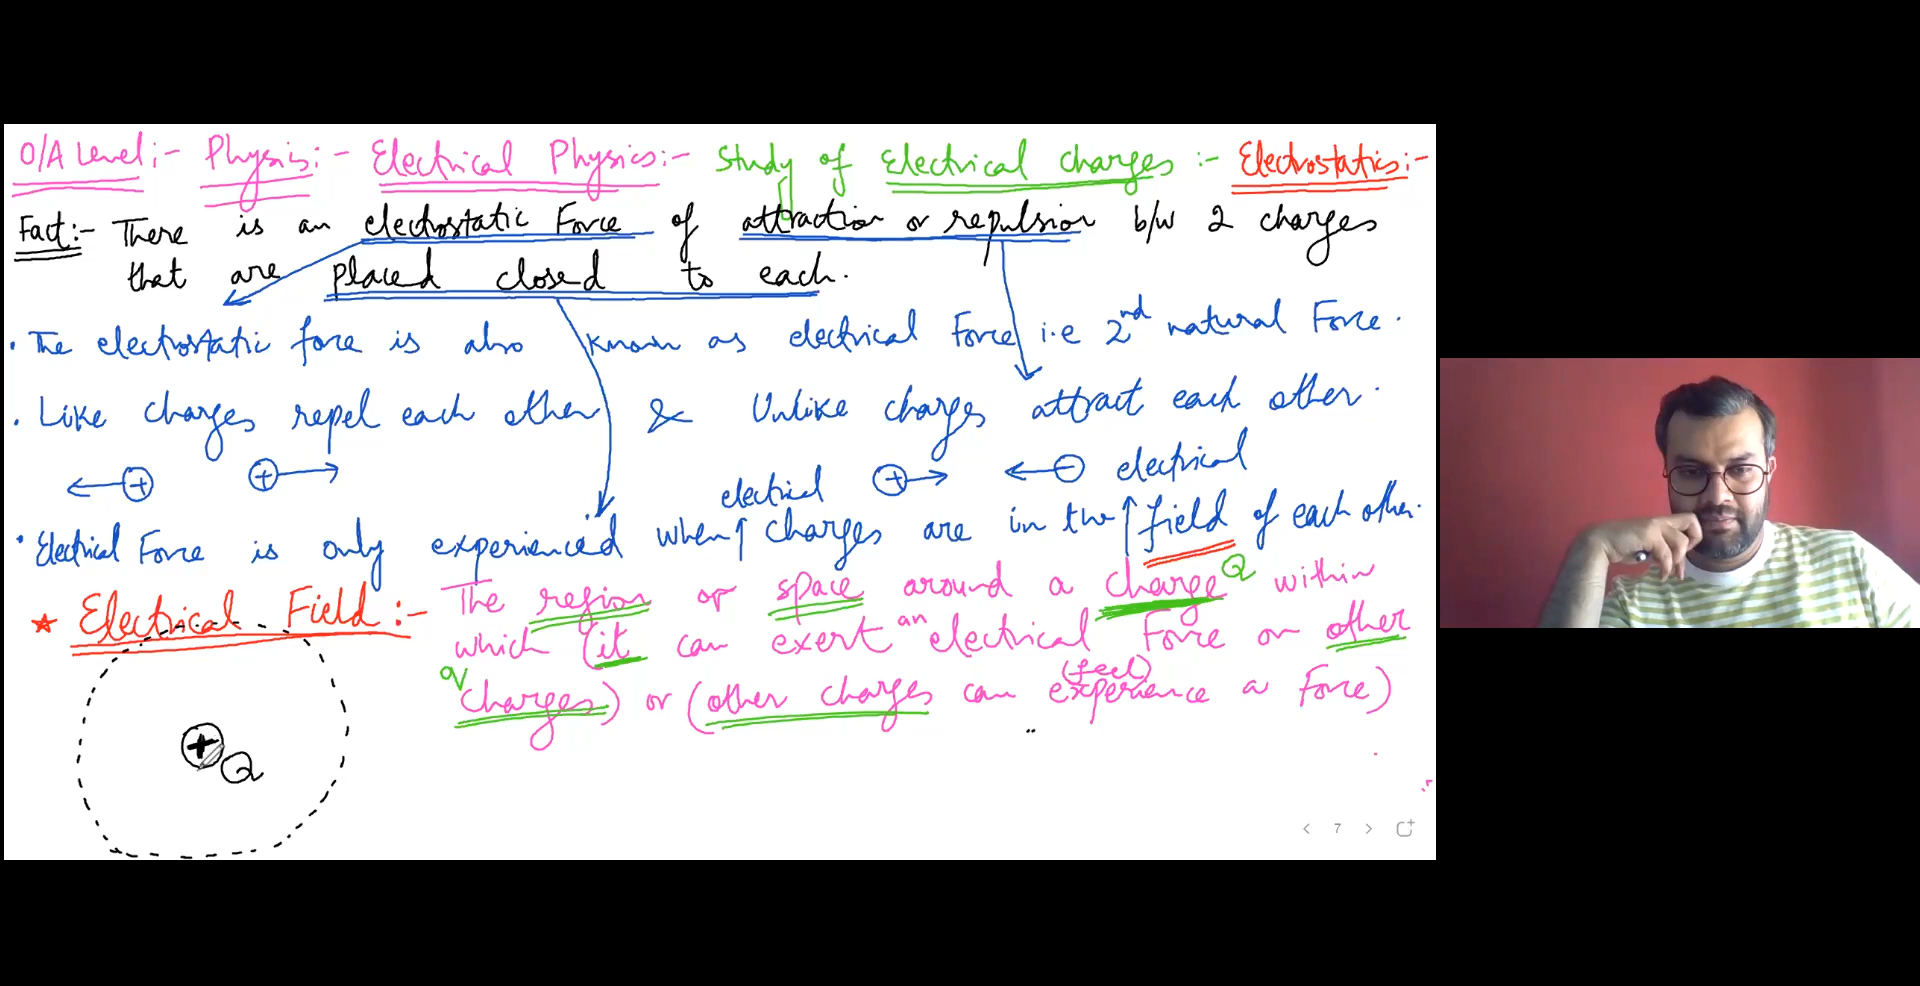 O/A Level:- Physis:- Electrical Physics:- Study of Electrical charges :- Electrostatics:-
Fact:- There is an electrostatic Force of attraction or repulsion b/w 2 charges
that are placed closed to each.
• The electrostatic force is also known as electrical Force i.e 2nd natural Force.
• Like charges repel each other & Unlike charges attract each other.
+ + + - electrical
electrical
• Electrical Force is only experienced when charges are in the field of each other.
* Electrical Field:- The region or space around a charge Q within
which (it can exert an electrical Force on other
q charges) or (other charges can experience a Force)
(feel)
+ Q
< 7 >